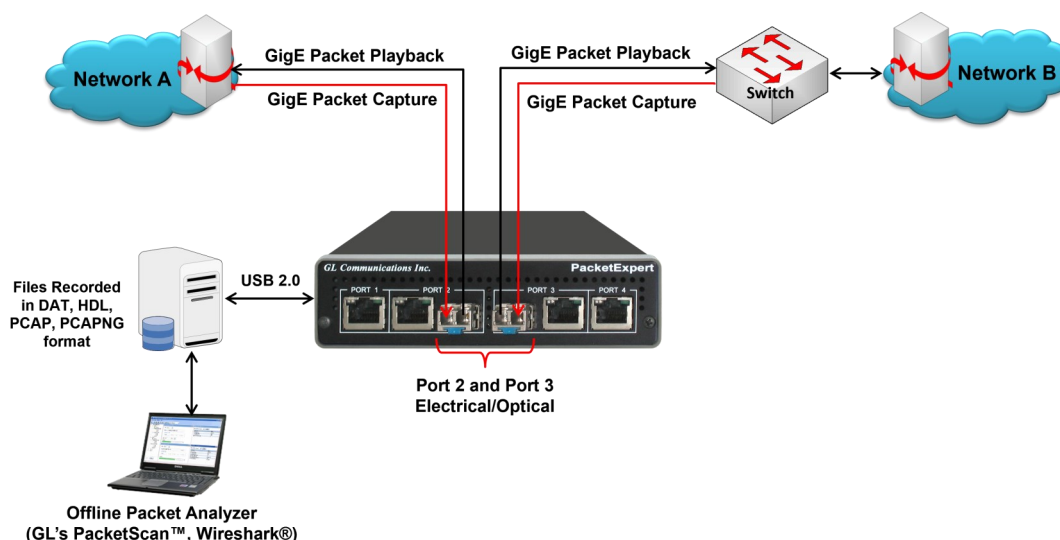 Network A
GigE Packet Playback
GigE Packet Capture
GigE Packet Playback
GigE Packet Capture
Switch
Network B
Files Recorded
in DAT, HDL,
PCAP, PCAPNG
format
USB 2.0
GL Communications Inc.
PacketExpert
PORT 1
PORT 2
PORT 3
PORT 4
Port 2 and Port 3
Electrical/Optical
Offline Packet Analyzer
(GL's PacketScan™, Wireshark®)